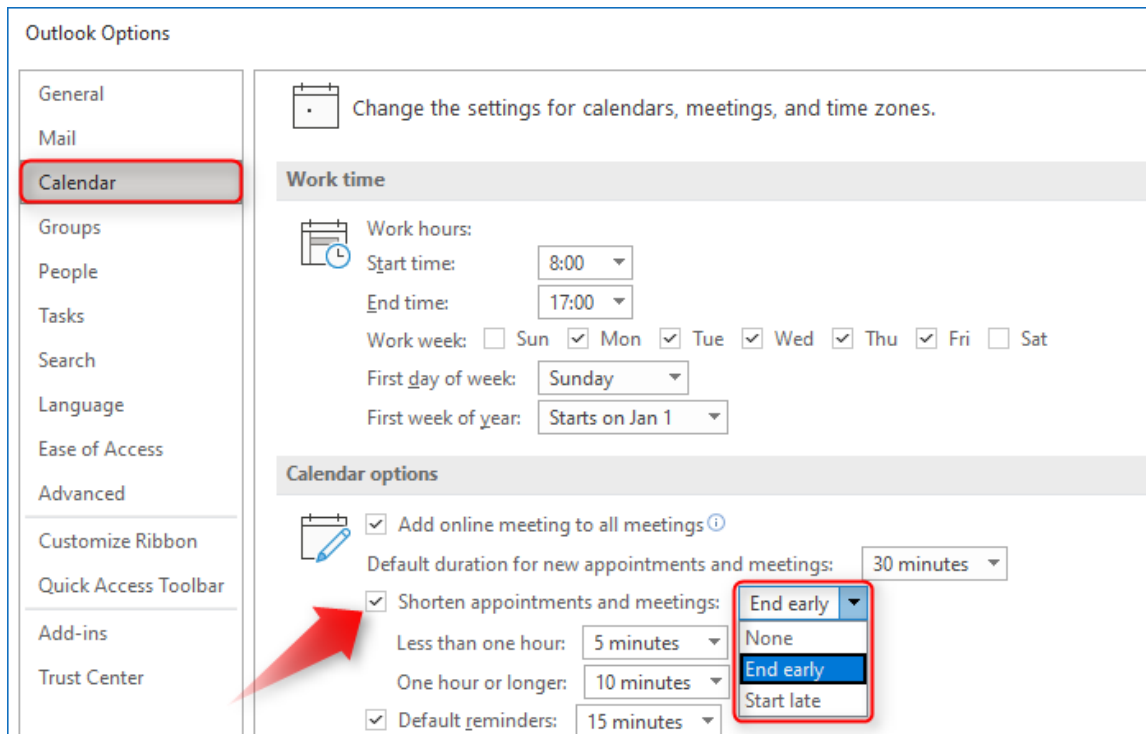 Outlook Options
General
Mail
Calendar
Groups
People
Tasks
Search
Language
Ease of Access
Advanced
Customize Ribbon
Quick Access Toolbar
Add-ins
Trust Center
Change the settings for calendars, meetings, and time zones.
Work time
Work hours:
Start time: 8:00
End time: 17:00
Work week: Sun Mon Tue Wed Thu Fri Sat
First day of week: Sunday
First week of year: Starts on Jan 1
Calendar options
Add online meeting to all meetings
Default duration for new appointments and meetings: 30 minutes
Shorten appointments and meetings: End early
None
End early
Start late
Less than one hour: 5 minutes
One hour or longer: 10 minutes
Default reminders: 15 minutes